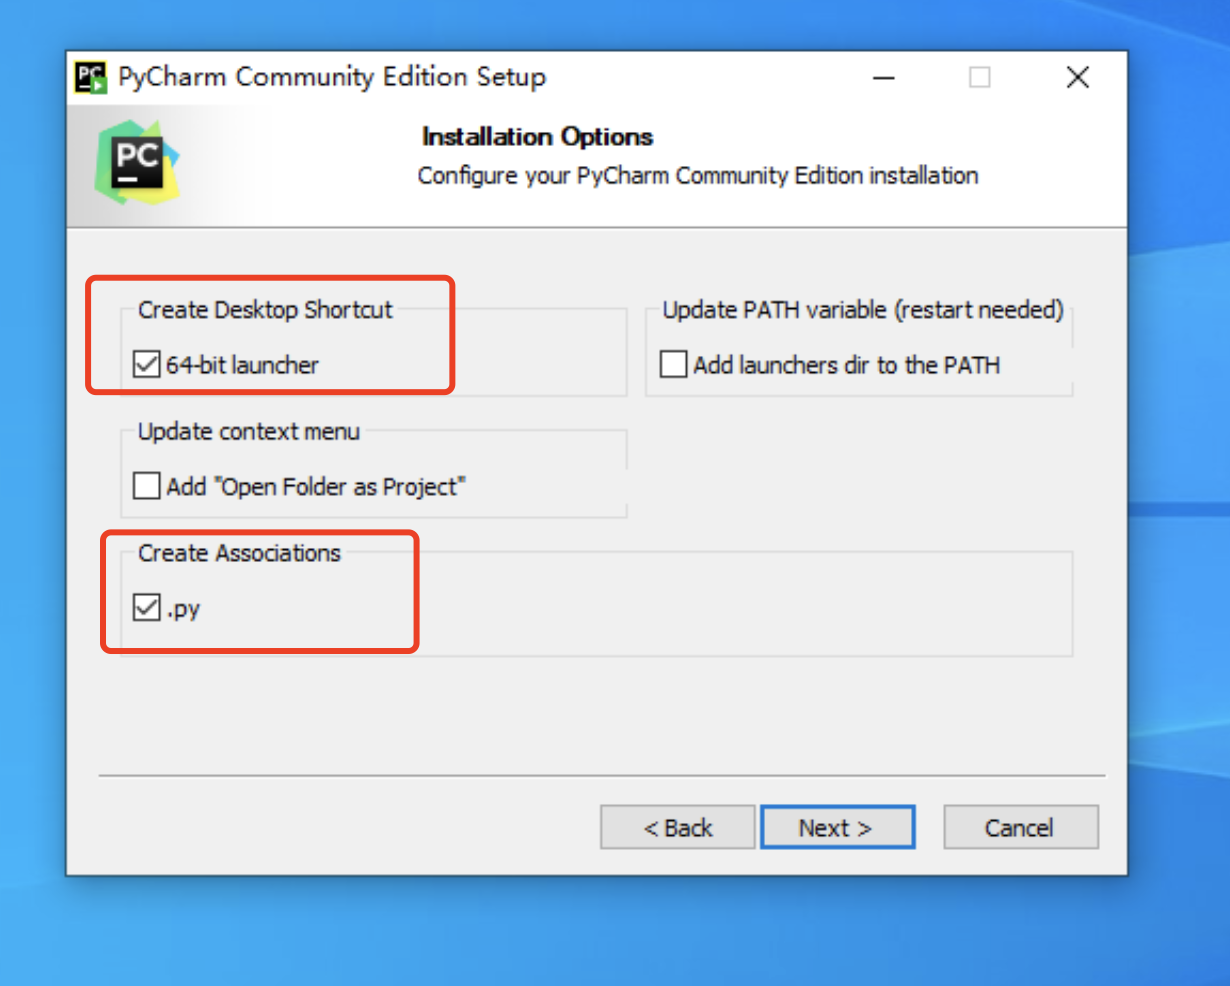 PC
PyCharm Community Edition Setup
PC
Installation Options
Configure your PyCharm Community Edition installation
Create Desktop Shortcut
64-bit launcher
Update PATH variable (restart needed)
Add launchers dir to the PATH
Update context menu
Add "Open Folder as Project"
Create Associations
.py
< Back
Next >
Cancel